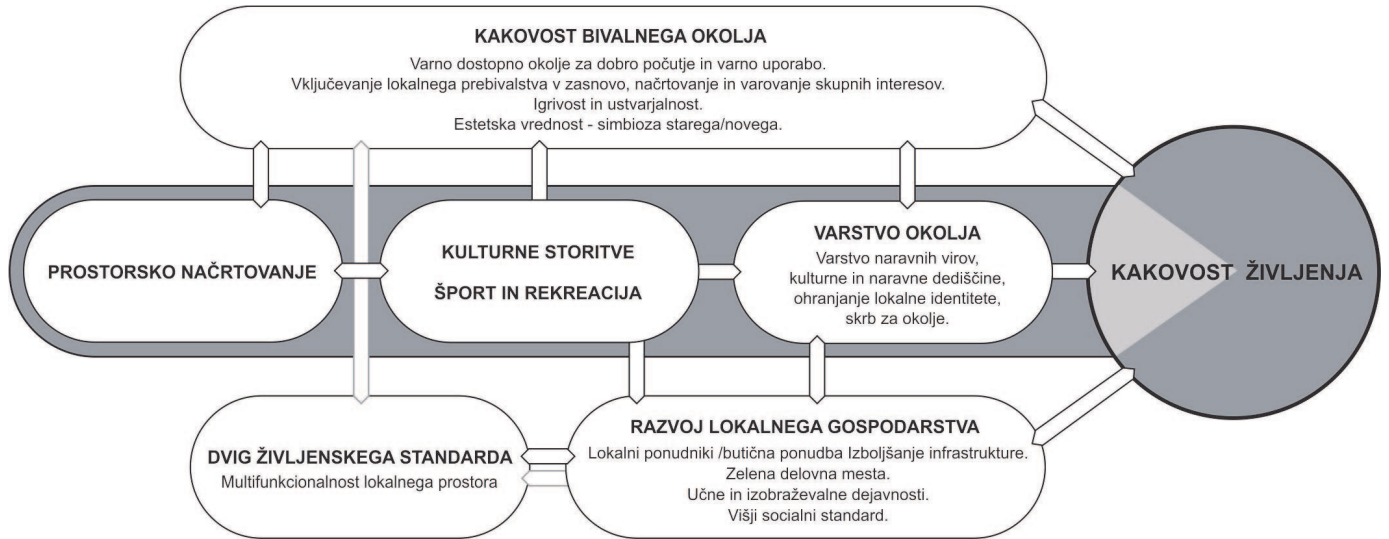 KAKOVOST BIVALNEGA OKOLJA
Varno dostopno okolje za dobro počutje in varno uporabo.
Vključevanje lokalnega prebivalstva v zasnovo, načrtovanje in varovanje skupnih interesov.
Igrivost in ustvarjalnost.
Estetska vrednost - simbioza starega/novega.
PROSTORSKO NAČRTOVANJE
KULTURNE STORITVE
ŠPORT IN REKREACIJA
VARSTVO OKOLJA
Varstvo naravnih virov,
kulturne in naravne dediščine,
ohranjanje lokalne identitete,
skrb za okolje.
KAKOVOST ŽIVLJENJA
DVIG ŽIVLJENSKEGA STANDARDA
Multifunkcionalnost lokalnega prostora
RAZVOJ LOKALNEGA GOSPODARSTVA
Lokalni ponudniki /butična ponudba Izboljšanje infrastrukture.
Zelena delovna mesta.
Učne in izobraževalne dejavnosti.
Višji socialni standard.